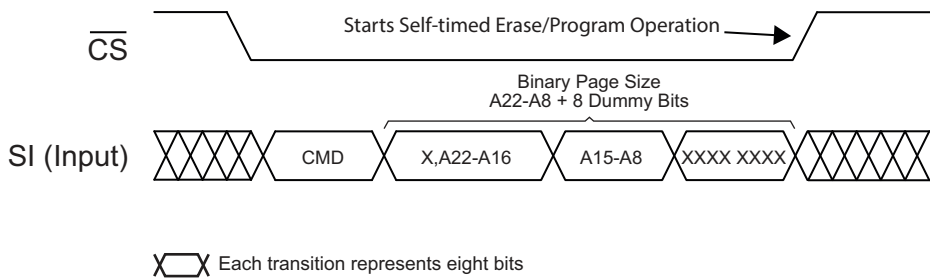 Starts Self-timed Erase/Program Operation
CS
Binary Page Size
A22-A8 + 8 Dummy Bits
SI (Input)
CMD
X,A22-A16
A15-A8
XXXX XXXX
Each transition represents eight bits